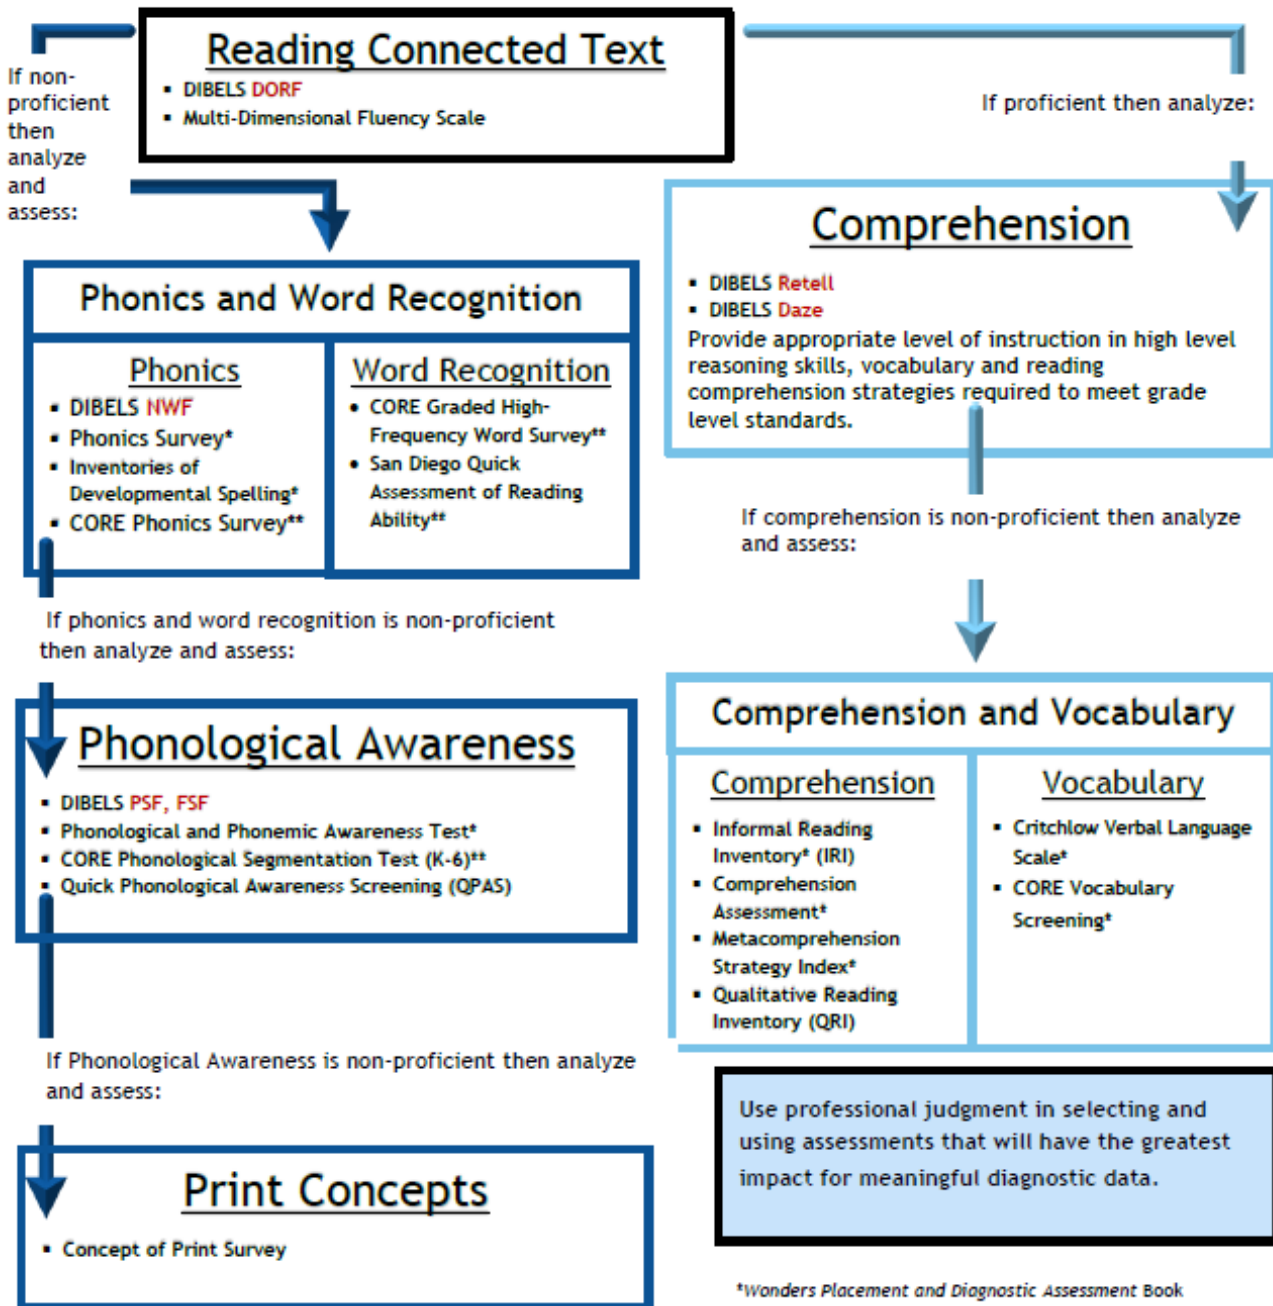 Reading Connected Text
▪ DIBELS DORF
▪ Multi-Dimensional Fluency Scale
If non-
proficient
then
analyze
and
assess:
If proficient then analyze:
Phonics and Word Recognition
Phonics
▪ DIBELS NWF
▪ Phonics Survey*
▪ Inventories of
Developmental Spelling*
▪ CORE Phonics Survey**
Word Recognition
• CORE Graded High-
Frequency Word Survey**
• San Diego Quick
Assessment of Reading
Ability**
If phonics and word recognition is non-proficient
then analyze and assess:
Phonological Awareness
▪ DIBELS PSF, FSF
▪ Phonological and Phonemic Awareness Test*
▪ CORE Phonological Segmentation Test (K-6)**
▪ Quick Phonological Awareness Screening (QPAS)
If Phonological Awareness is non-proficient then analyze
and assess:
Print Concepts
▪ Concept of Print Survey
Comprehension
▪ DIBELS Retell
▪ DIBELS Daze
Provide appropriate level of instruction in high level
reasoning skills, vocabulary and reading
comprehension strategies required to meet grade
level standards.
If comprehension is non-proficient then analyze
and assess:
Comprehension and Vocabulary
Comprehension
▪ Informal Reading
Inventory* (IRI)
▪ Comprehension
Assessment*
▪ Metacomprehension
Strategy Index*
▪ Qualitative Reading
Inventory (QRI)
Vocabulary
▪ Critchlow Verbal Language
Scale*
▪ CORE Vocabulary
Screening*
Use professional judgment in selecting and
using assessments that will have the greatest
impact for meaningful diagnostic data.
*Wonders Placement and Diagnostic Assessment Book